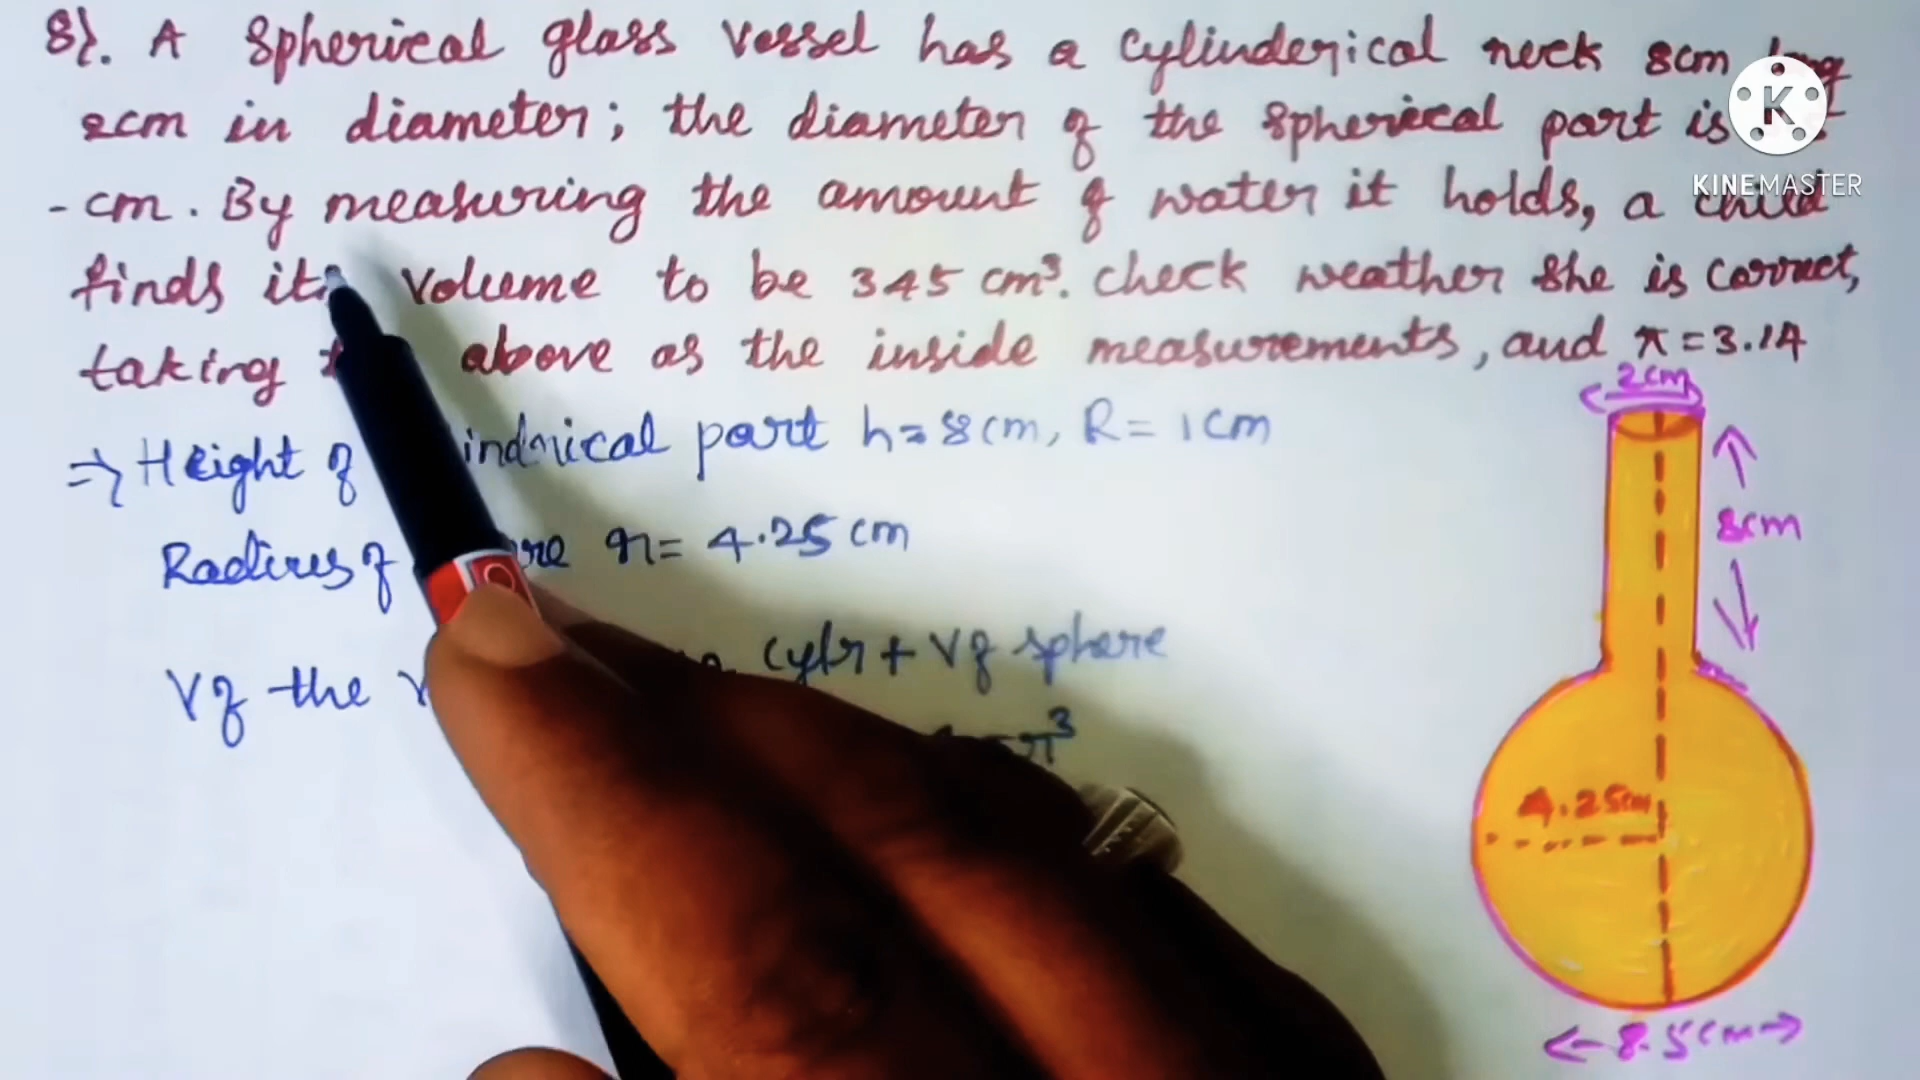 8}. A Spherical glass vessel has a cylinderical neck 8cm long
2cm in diameter; the diameter of the spherical part is
- cm. By measuring the amount of water it holds, a child
finds its volume to be 345 cm³. check weather she is correct,
taking above as the inside measurements, and π = 3.14
2cm
⇒ Height of part h = 8cm, R = 1cm
8cm
Radius of r = 4.25 cm
V of the cylr + V of sphere
r³
4.25cm
8.5cm
K
KINEMASTER